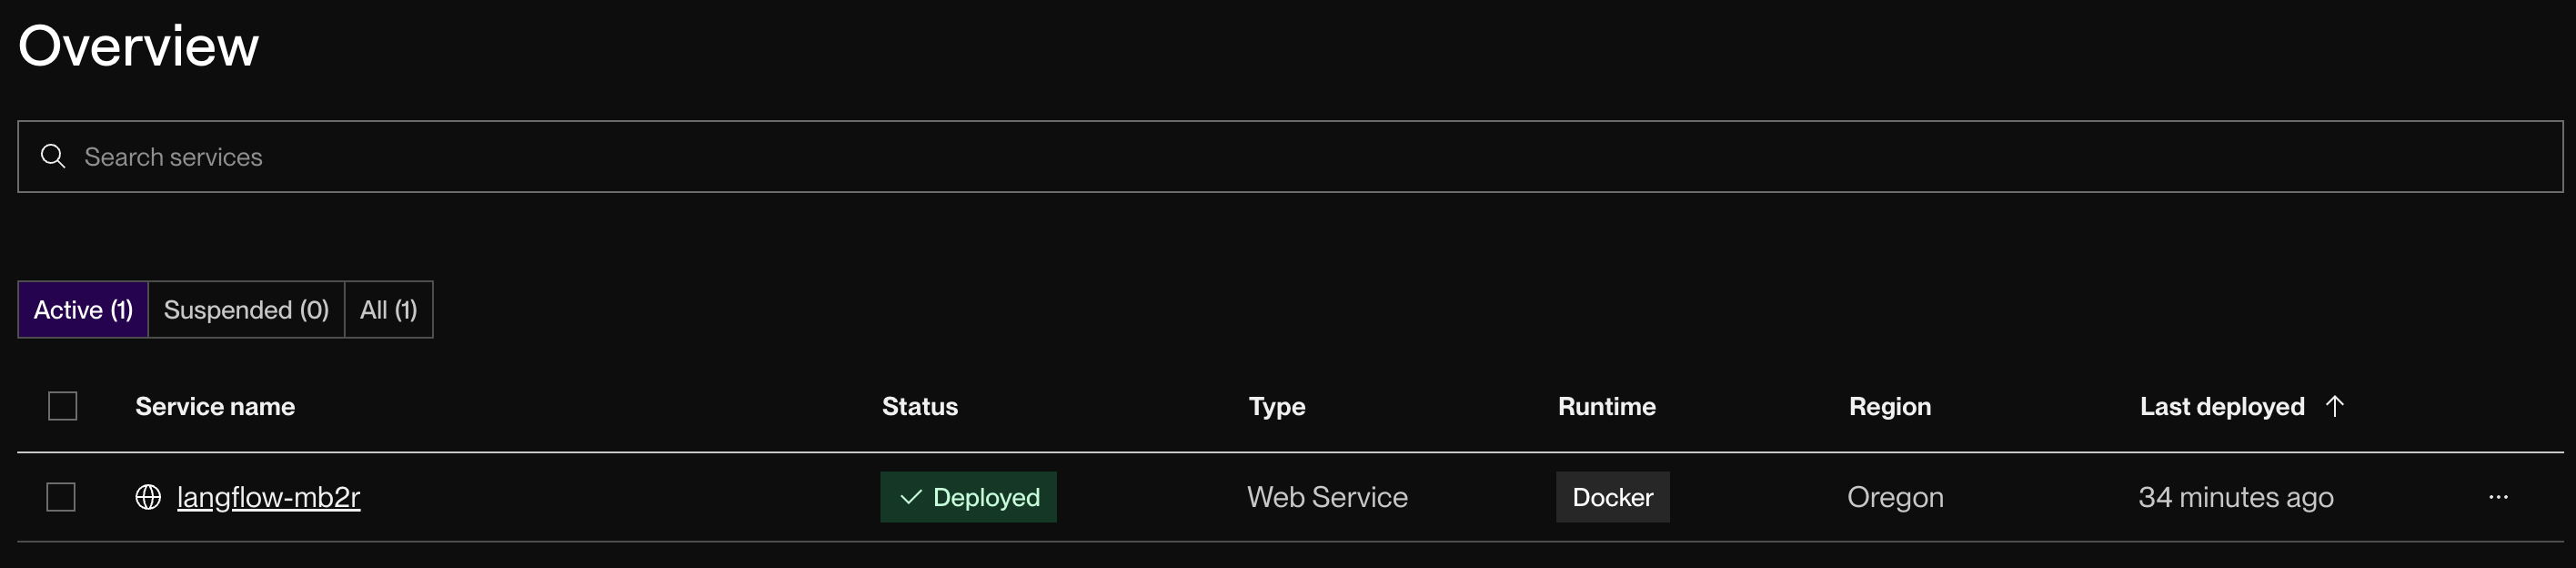 Overview
Search services
Active (1) Suspended (0) All (1)
Service name Status Type Runtime Region Last deployed ↑
langflow-mb2r Deployed Web Service Docker Oregon 34 minutes ago